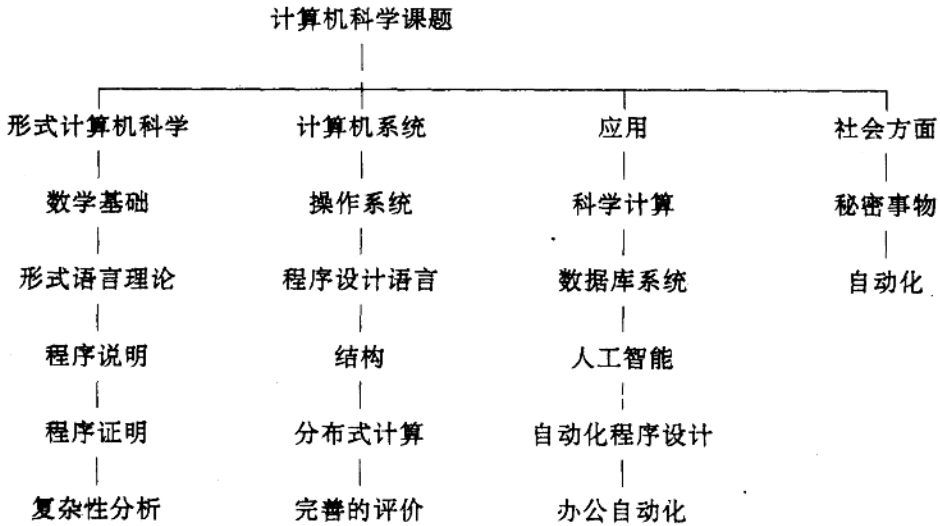 计算机科学课题
形式计算机科学 计算机系统 应用 社会方面
数学基础 操作系统 科学计算 秘密事物
形式语言理论 程序设计语言 数据库系统 自动化
程序说明 结构 人工智能
程序证明 分布式计算 自动化程序设计
复杂性分析 完善的评价 办公自动化